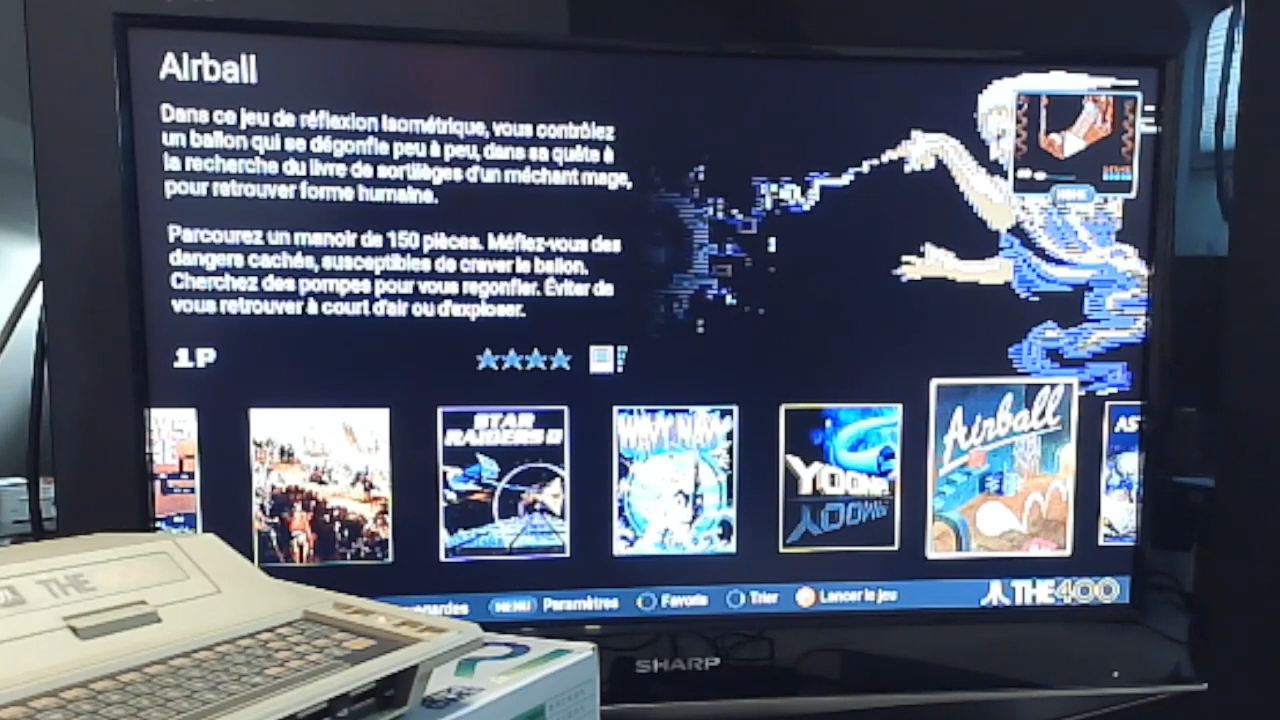 Airball
Dans ce jeu de réflexion isométrique, vous contrôlez
un ballon qui se dégonfle peu à peu, dans sa quête à
la recherche du livre de sortilèges d'un méchant mage,
pour retrouver forme humaine.
Parcourez un manoir de 150 pièces. Méfiez-vous des
dangers cachés, susceptibles de crever le ballon.
Cherchez des pompes pour vous regonfler. Éviter de
vous retrouver à court d'air ou d'exploser.
HOME
1P
STAR
RAIDERS II
YOOMP
Airball
AS
MENU Paramètres Favoris Trier Lancer le jeu
THE400
THE
SHARP